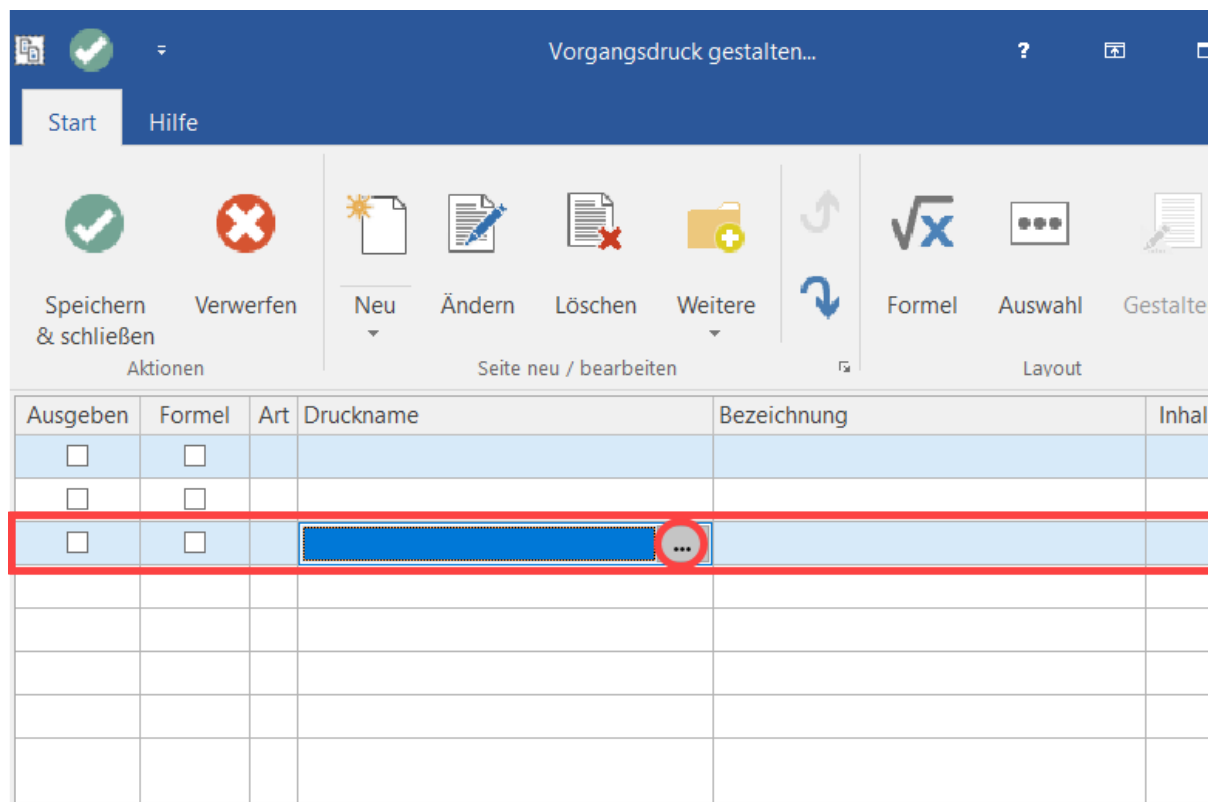 Vorgangsdruck gestalten...
?
Start Hilfe
Speichern
& schließen
Verwerfen
Neu
Ändern
Löschen
Weitere
Formel
Auswahl
Gestalte
Aktionen
Seite neu / bearbeiten
Layout
Ausgeben Formel Art Druckname Bezeichnung Inhal
...